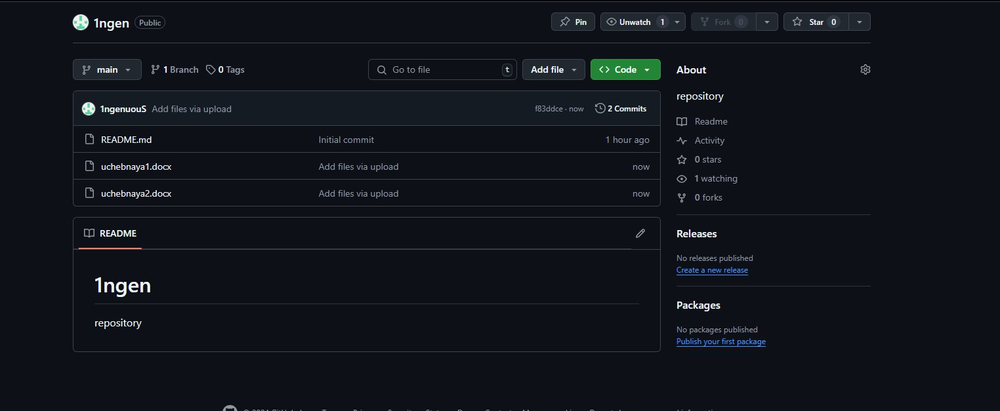 1ngen Public Pin Unwatch 1 Fork 0 Star 0
main 1 Branch 0 Tags Go to file t Add file Code
1ngenuouS Add files via upload f83ddce · now 2 Commits
README.md Initial commit 1 hour ago
uchebnaya1.docx Add files via upload now
uchebnaya2.docx Add files via upload now
README
1ngen
repository
About
repository
Readme
Activity
0 stars
1 watching
0 forks
Releases
No releases published
Create a new release
Packages
No packages published
Publish your first package